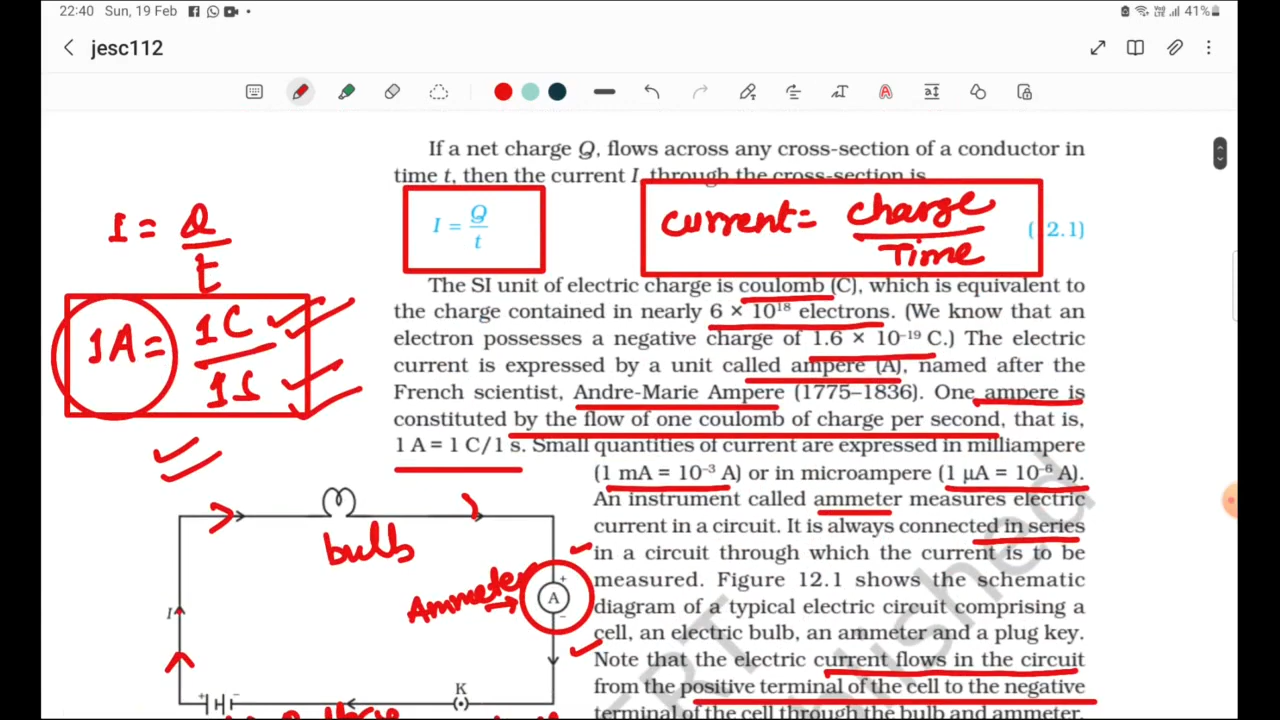 22:40 Sun, 19 Feb
41%
jesc112
If a net charge Q, flows across any cross-section of a conductor in
time t, then the current I, through the cross-section is
I = Q/t
current = charge/Time
(12.1)
I = Q/t
1A = 1C/1s
The SI unit of electric charge is coulomb (C), which is equivalent to
the charge contained in nearly 6 × 10¹⁸ electrons. (We know that an
electron possesses a negative charge of 1.6 × 10⁻¹⁹ C.) The electric
current is expressed by a unit called ampere (A), named after the
French scientist, Andre-Marie Ampere (1775–1836). One ampere is
constituted by the flow of one coulomb of charge per second, that is,
1 A = 1 C/1 s. Small quantities of current are expressed in milliampere
(1 mA = 10⁻³ A) or in microampere (1 µA = 10⁻⁶ A).
An instrument called ammeter measures electric
current in a circuit. It is always connected in series
in a circuit through which the current is to be
measured. Figure 12.1 shows the schematic
diagram of a typical electric circuit comprising a
cell, an electric bulb, an ammeter and a plug key.
Note that the electric current flows in the circuit
from the positive terminal of the cell to the negative
terminal of the cell through the bulb and ammeter.
bulb
Ammeter
+
A
–
I
+
–
K